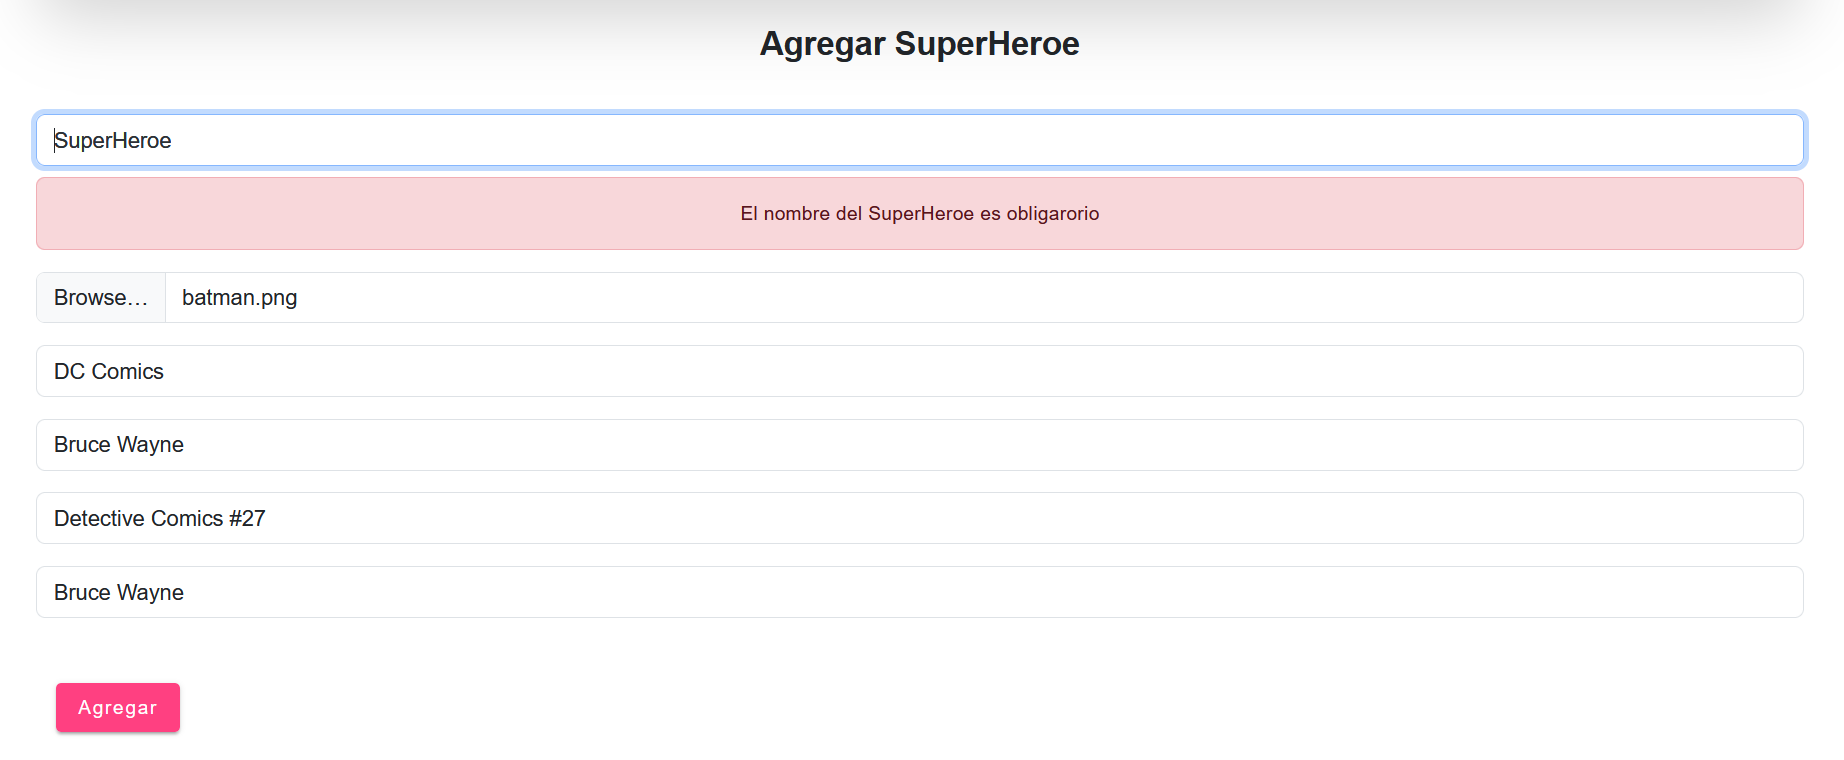 Agregar SuperHeroe
SuperHeroe
El nombre del SuperHeroe es obligarorio
Browse… batman.png
DC Comics
Bruce Wayne
Detective Comics #27
Bruce Wayne
Agregar